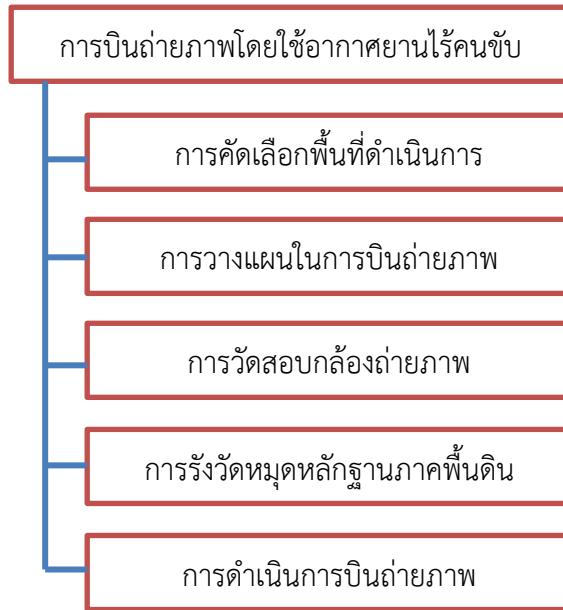 การบินถ่ายภาพโดยใช้อากาศยานไร้คนขับ
การคัดเลือกพื้นที่ดำเนินการ
การวางแผนในการบินถ่ายภาพ
การวัดสอบกล้องถ่ายภาพ
การรังวัดหมุดหลักฐานภาคพื้นดิน
การดำเนินการบินถ่ายภาพ